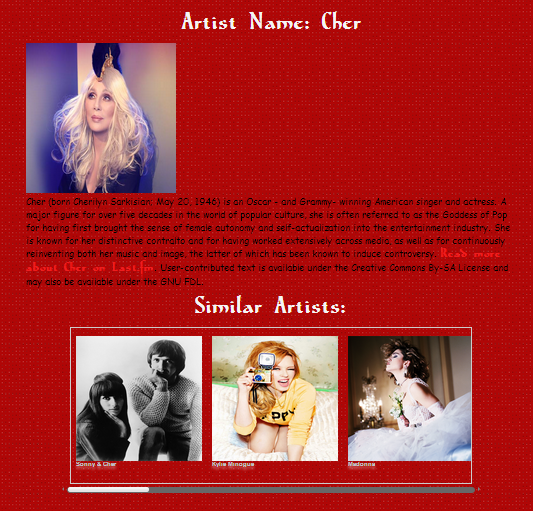 Artist Name: Cher
Cher (born Cherilyn Sarkisian; May 20, 1946) is an Oscar - and Grammy- winning American singer and actress. A
major figure for over five decades in the world of popular culture, she is often referred to as the Goddess of Pop
for having first brought the sense of female autonomy and self-actualization into the entertainment industry. She
is known for her distinctive contralto and for having worked extensively across media, as well as for continuously
reinventing both her music and image, the latter of which has been known to induce controversy. Read more
about Cher on Last.fm. User-contributed text is available under the Creative Commons By-SA License and
may also be available under the GNU FDL.
Similar Artists:
Sonny & Cher
Kylie Minogue
Madonna